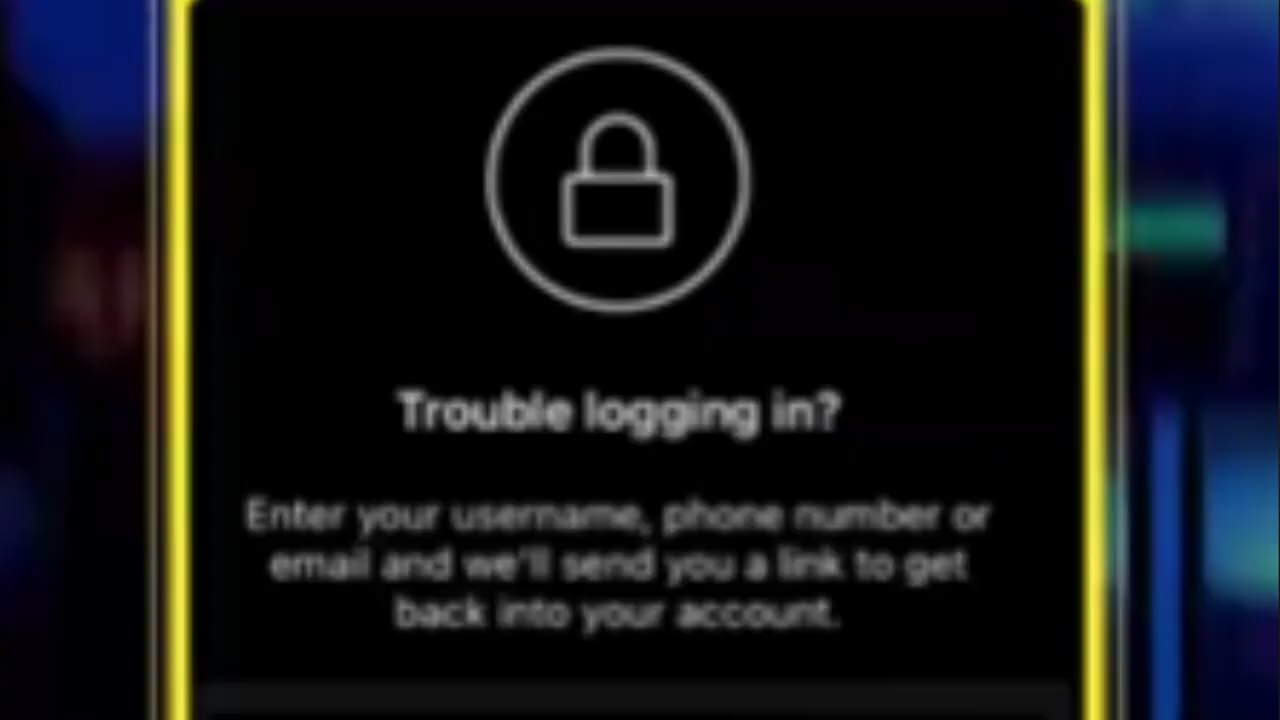 Trouble logging in?
Enter your username, phone number or
email and we'll send you a link to get
back into your account.